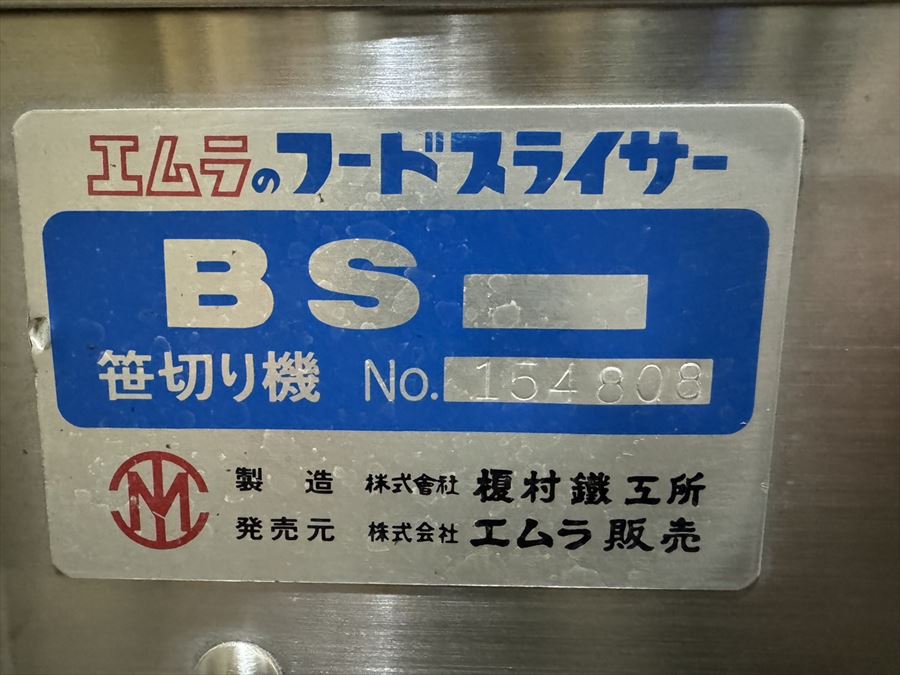 エムラのフードスライサー
BS
笹切り機 No. 154808
製造 株式會社 榎村鐵工所
発売元 株式会社 エムラ販売